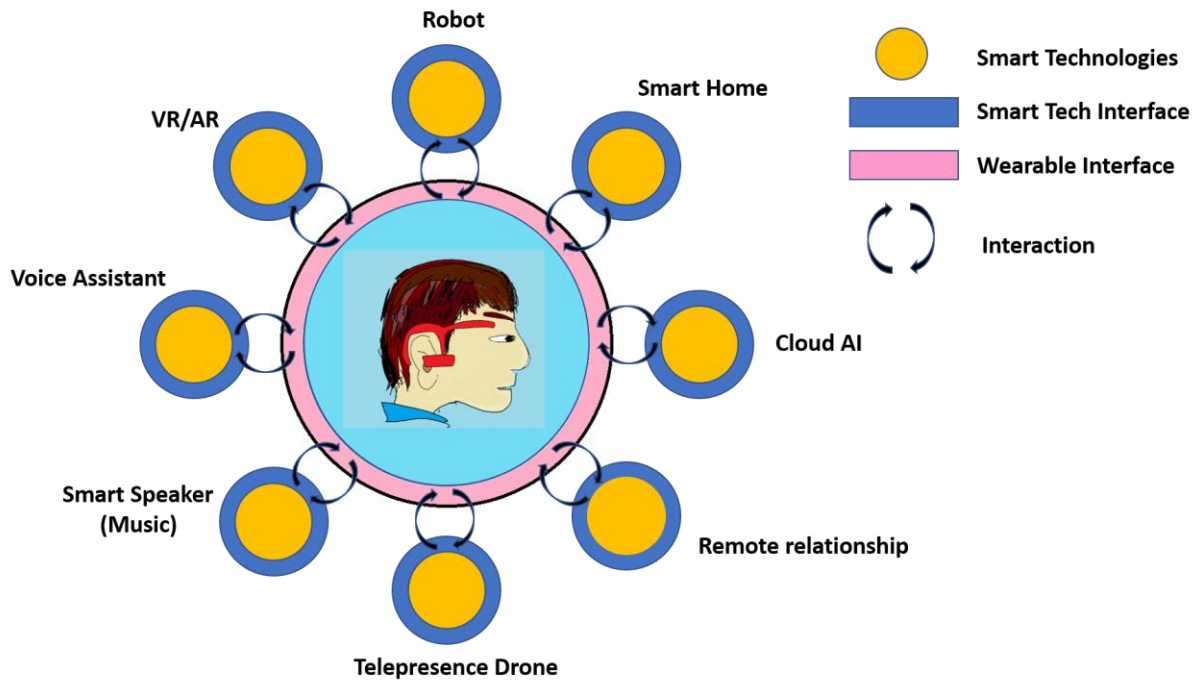 Robot
Smart Home
VR/AR
Voice Assistant
Cloud AI
Smart Speaker
(Music)
Remote relationship
Telepresence Drone
Smart Technologies
Smart Tech Interface
Wearable Interface
Interaction